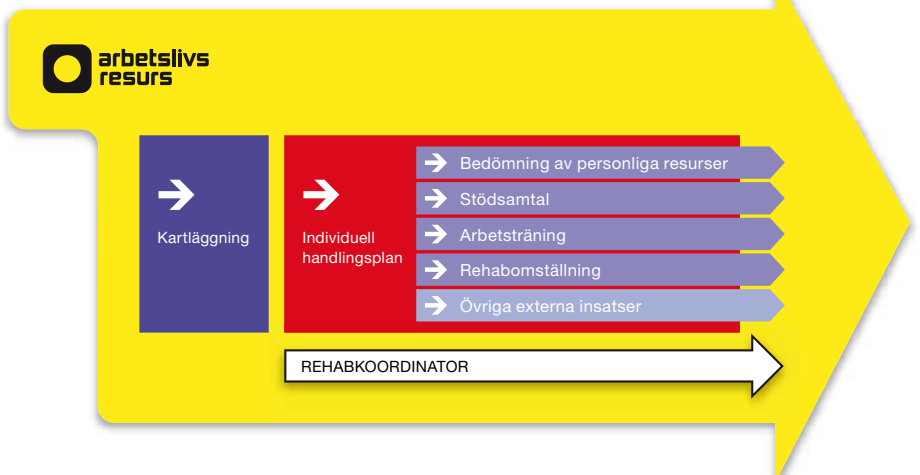 arbetslivs
resurs
Kartläggning
Individuell
handlingsplan
Bedömning av personliga resurser
Stödsamtal
Arbetsträning
Rehabomställning
Övriga externa insatser
REHABKOORDINATOR